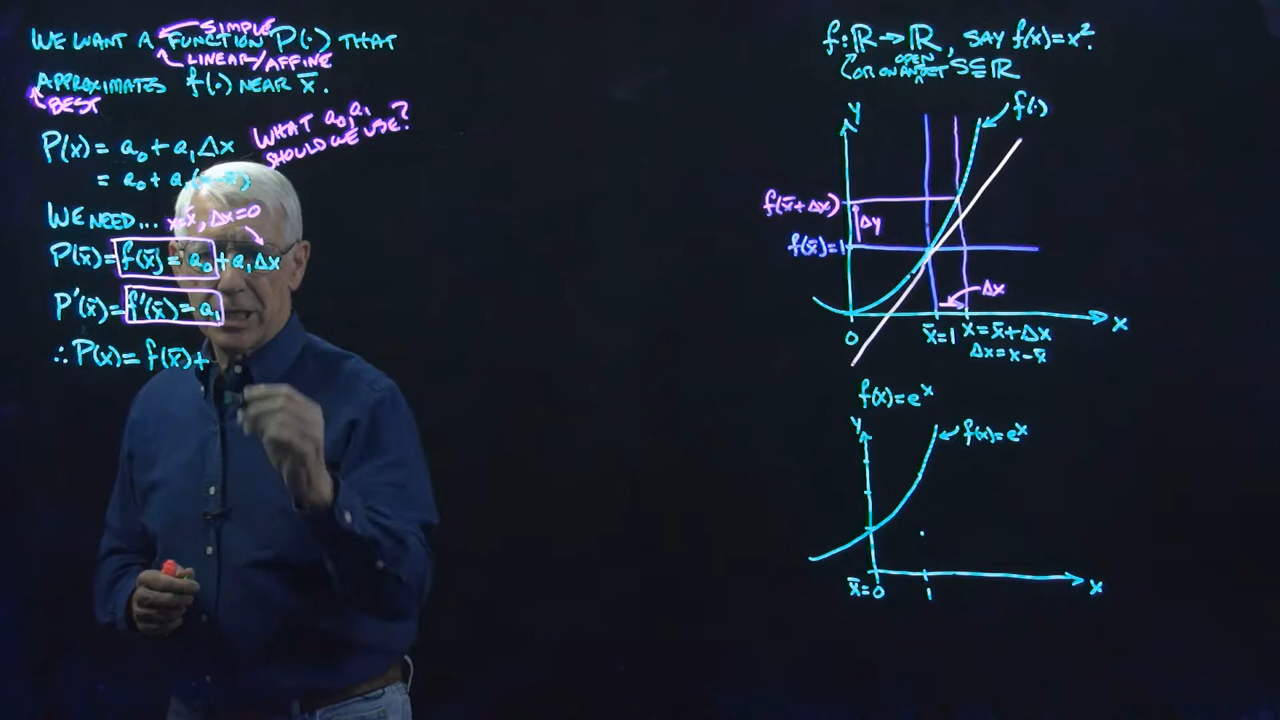 SIMPLE
WE WANT A FUNCTION P(·) THAT
LINEAR/AFFINE
APPROXIMATES f(·) NEAR x̄.
BEST
WHAT a₀, a₁
SHOULD WE USE?
P(x) = a₀ + a₁Δx
= a₀ + a₁(x-x̄)
WE NEED... x=x̄, Δx=0
P(x̄) = f(x̄) = a₀ + a₁Δx
P'(x̄) = f'(x̄) = a₁
∴ P(x) = f(x̄) +
f: ℝ → ℝ, SAY f(x)=x².
OPEN
OR ON AN SET S⊆ℝ
Y
f(·)
f(x̄+Δx)
Δy
f(x̄)=1
Δx
X
0
x̄=1
x=x̄+Δx
Δx=x-x̄
f(x)=eˣ
Y
f(x)=eˣ
x̄=0
1
X